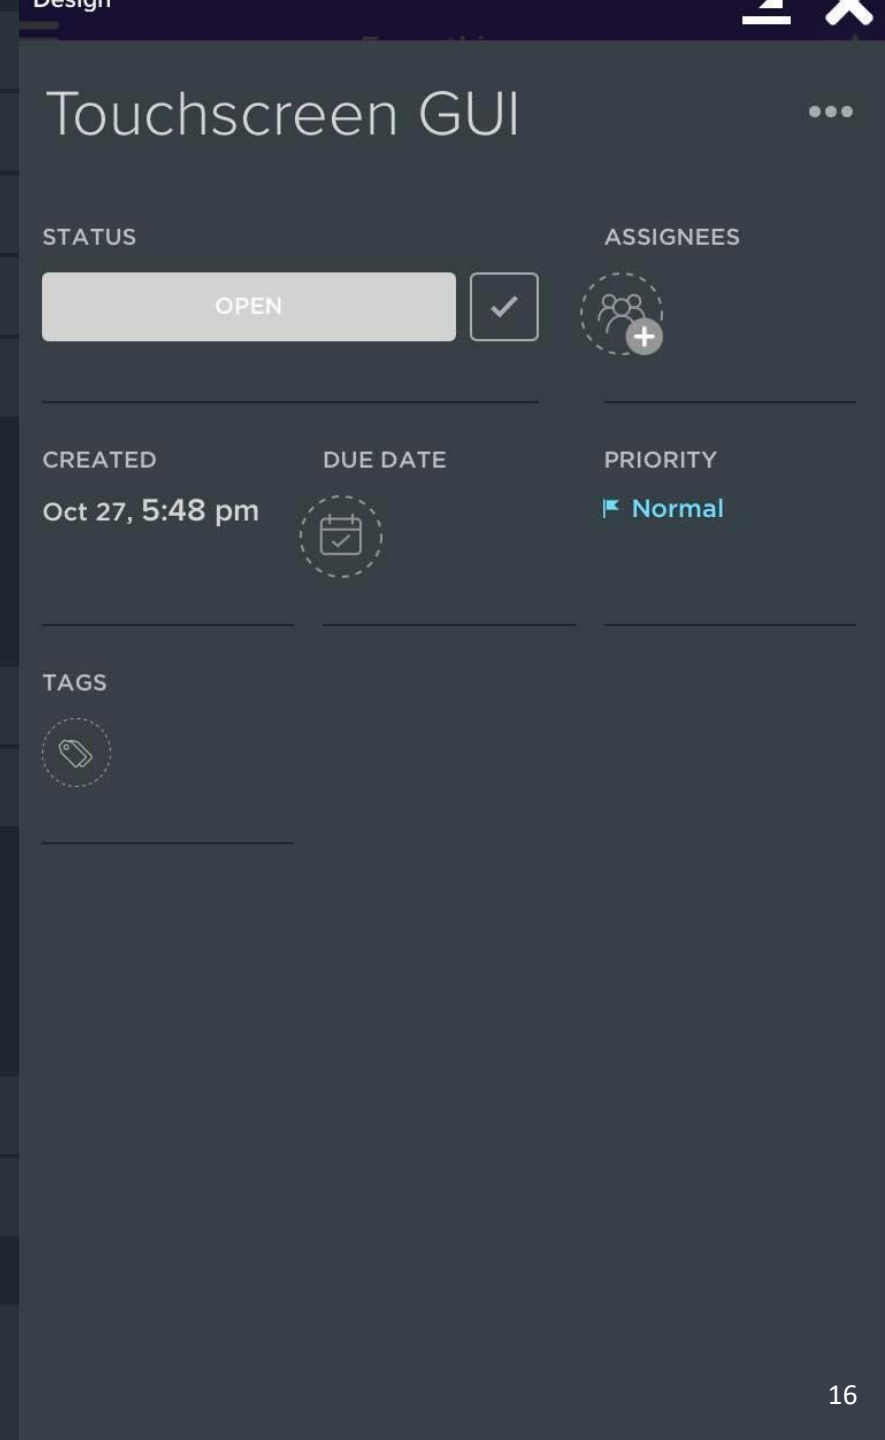 Design
Touchscreen GUI
STATUS
ASSIGNEES
OPEN
CREATED
DUE DATE
PRIORITY
Oct 27, 5:48 pm
Normal
TAGS
16